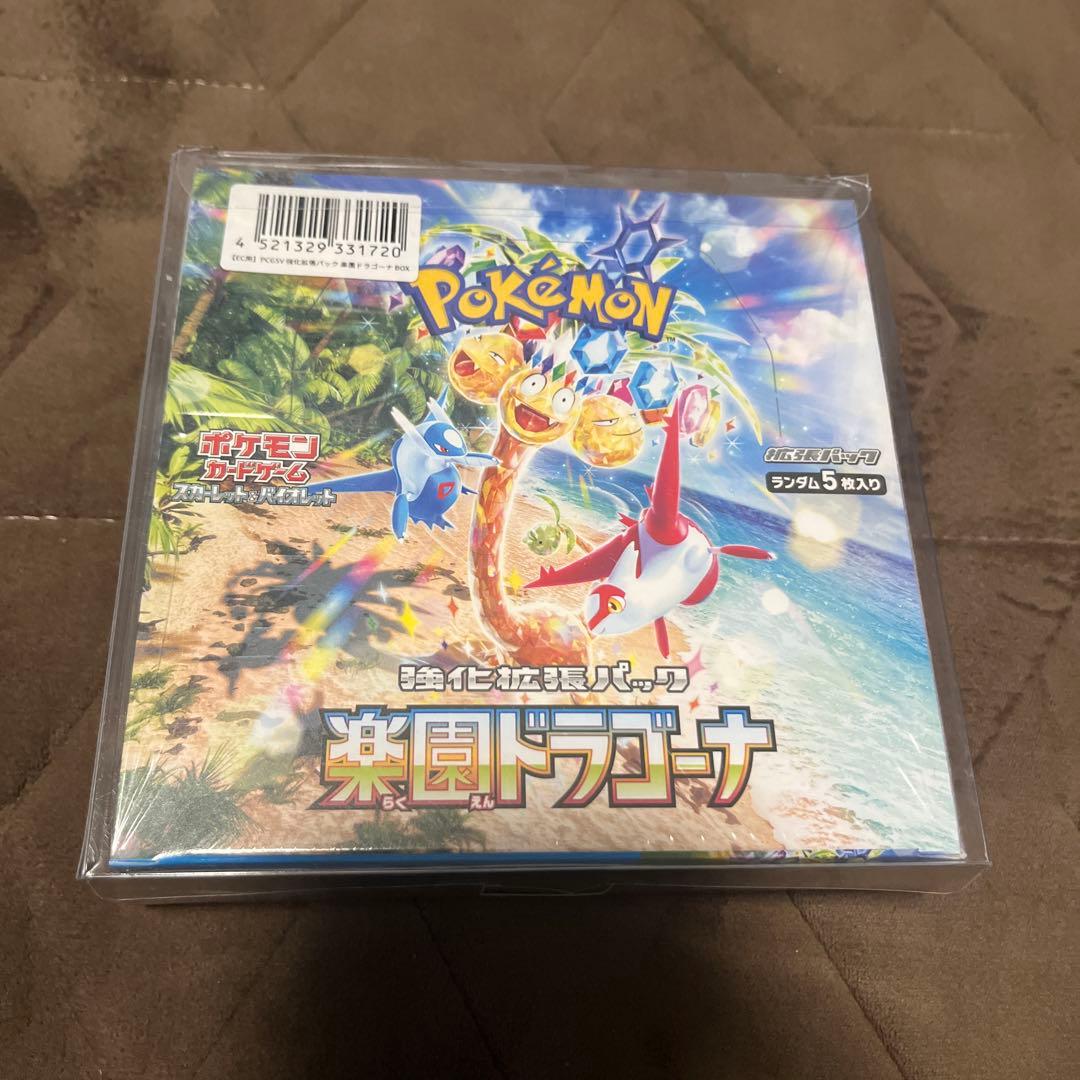 4 521329 331720
【EC用】PCGSV 強化拡張パック 楽園ドラゴーナ BOX
POKéMON
TM
ポケモン
カードゲーム
スカーレット&バイオレット
拡張パック
ランダム5枚入り
強化拡張パック
楽園ドラゴーナ
らくえん